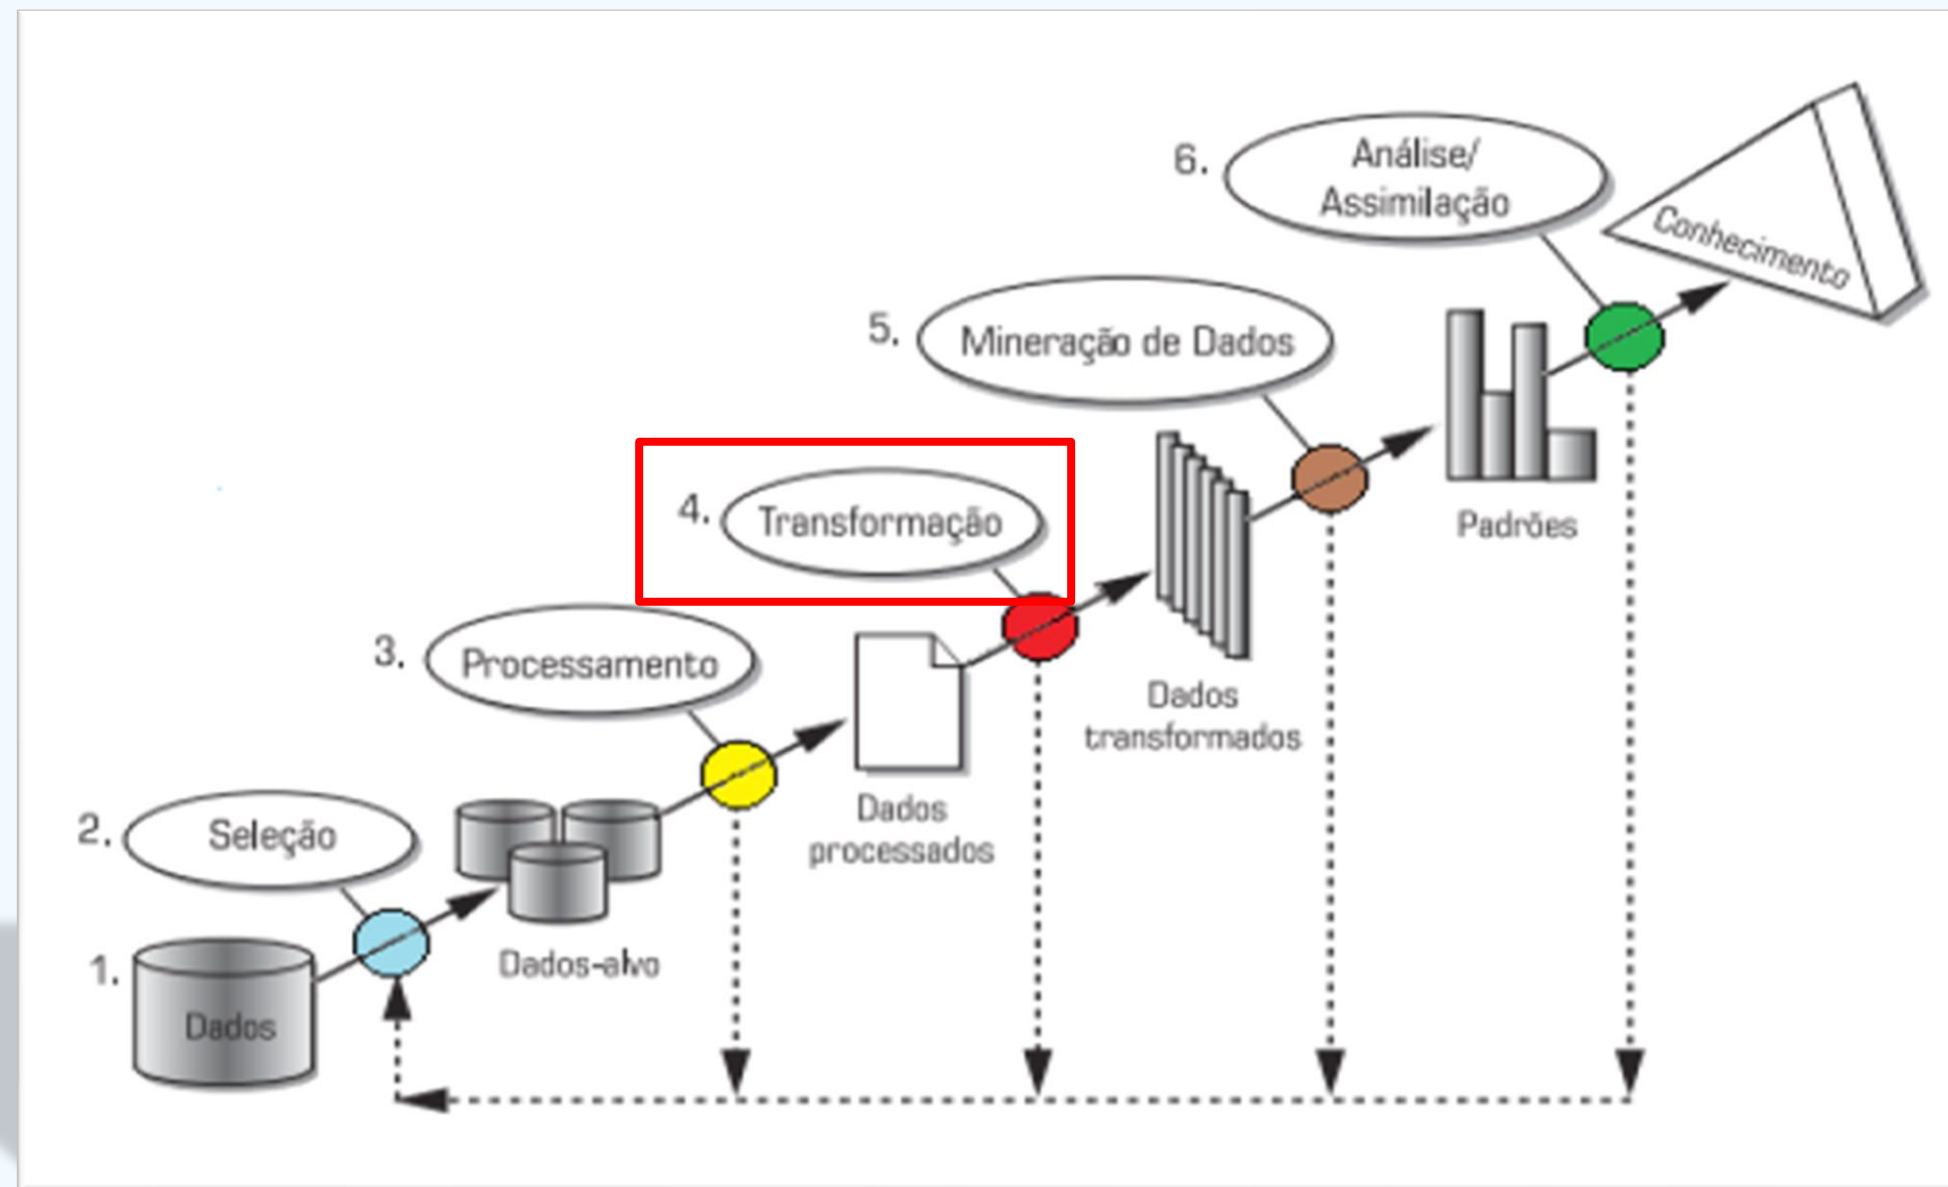 6.
Análise/
Assimilação
Conhecimento
5.
Mineração de Dados
Padrões
4.
Transformação
Dados
transformados
3.
Processamento
Dados
processados
2.
Seleção
Dados-alvo
1.
Dados